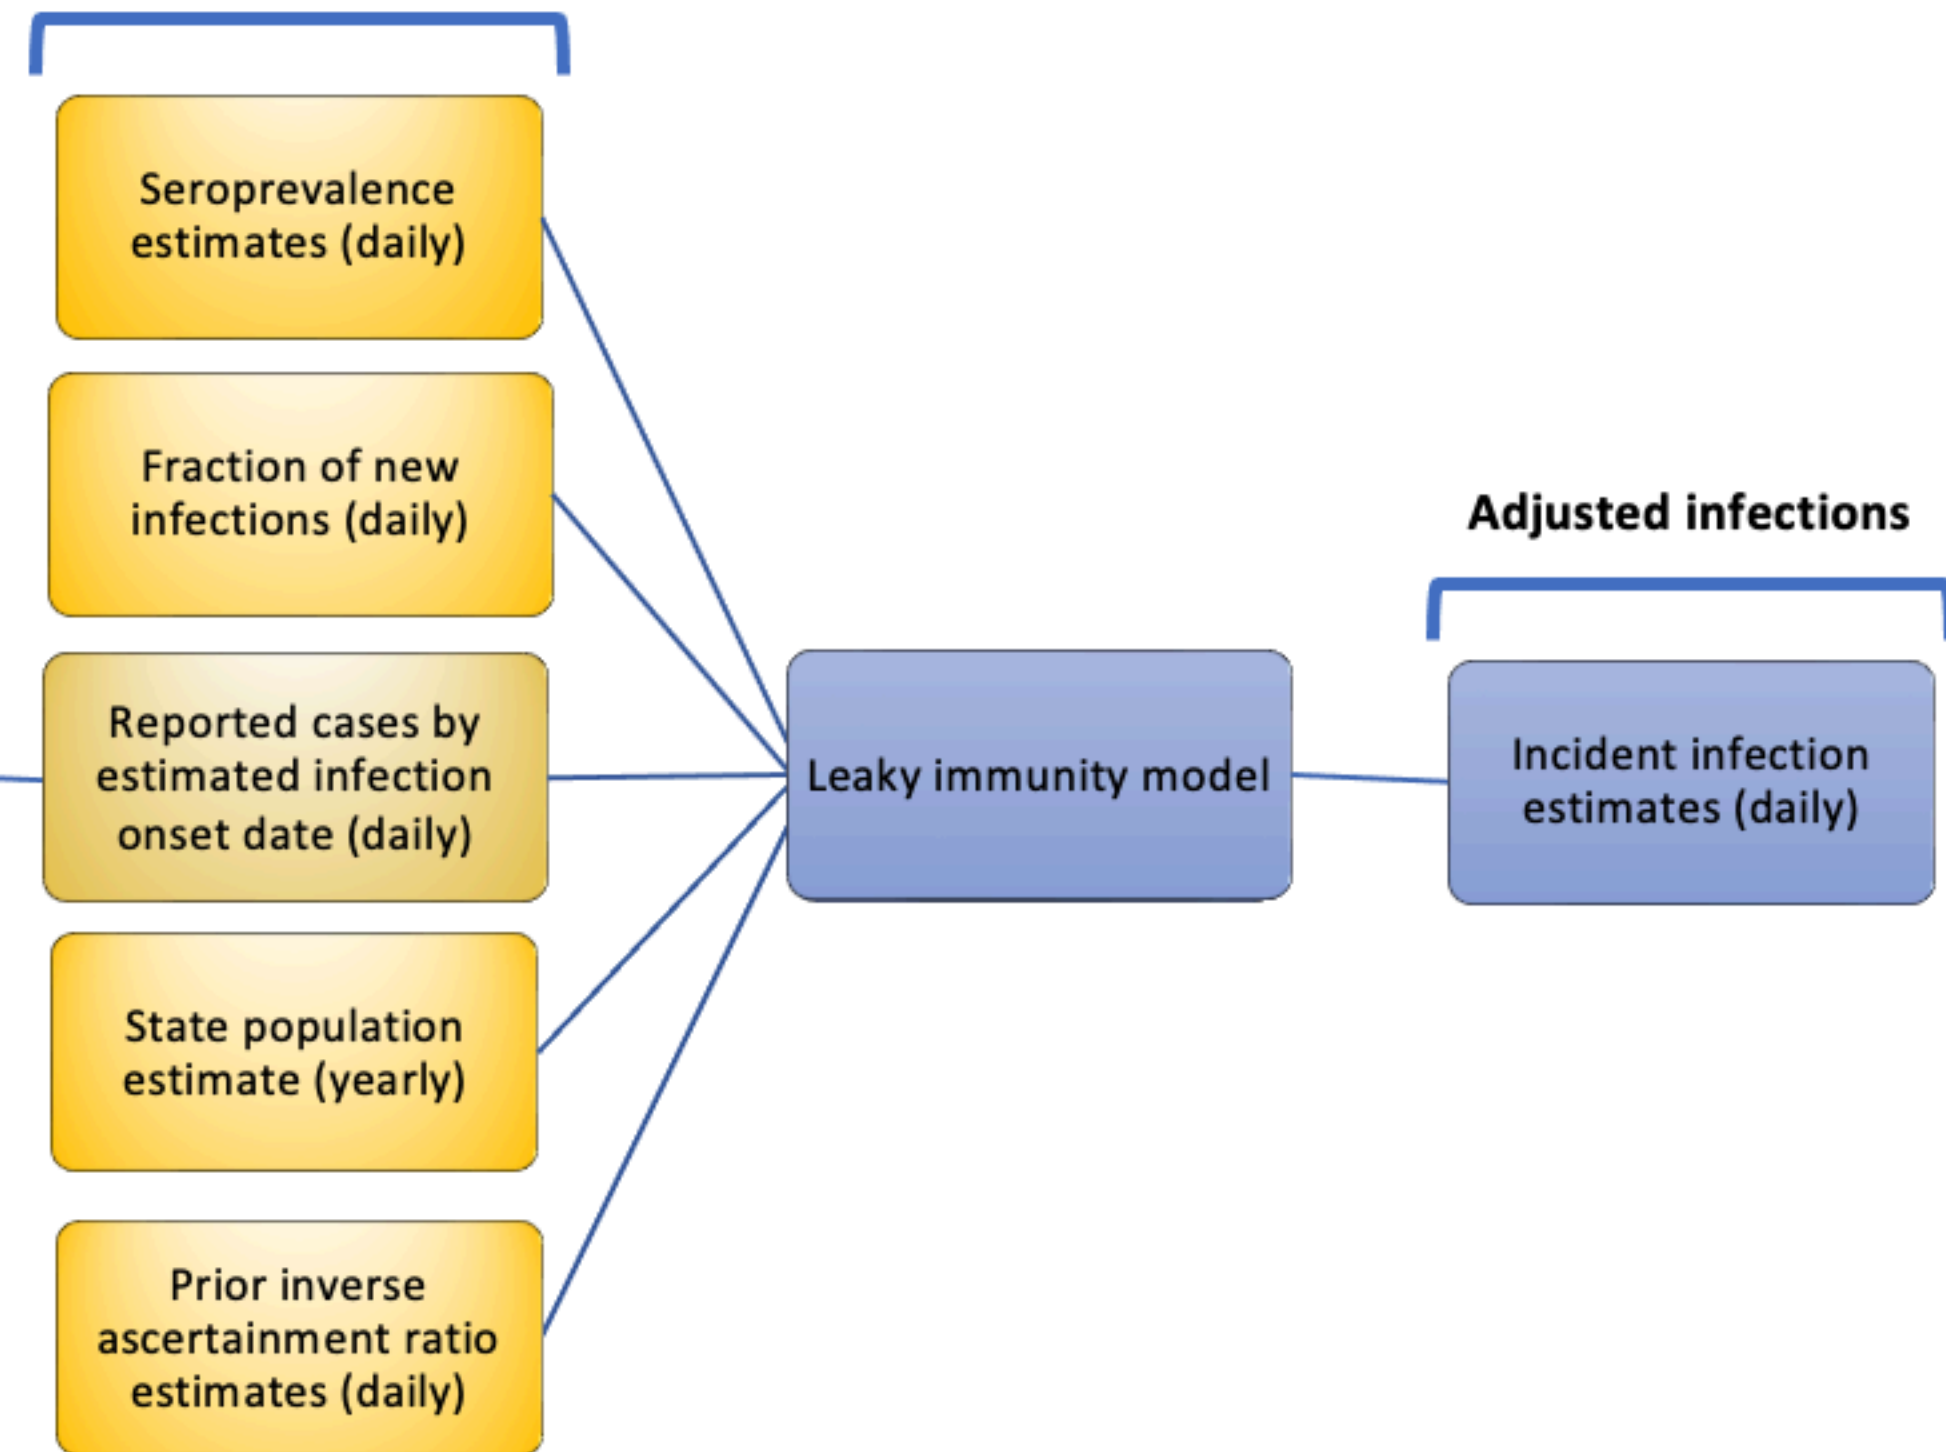 Seroprevalence
estimates (daily)
Fraction of new
infections (daily)
Reported cases by
estimated infection
onset date (daily)
State population
estimate (yearly)
Prior inverse
ascertainment ratio
estimates (daily)
Leaky immunity model
Adjusted infections
Incident infection
estimates (daily)